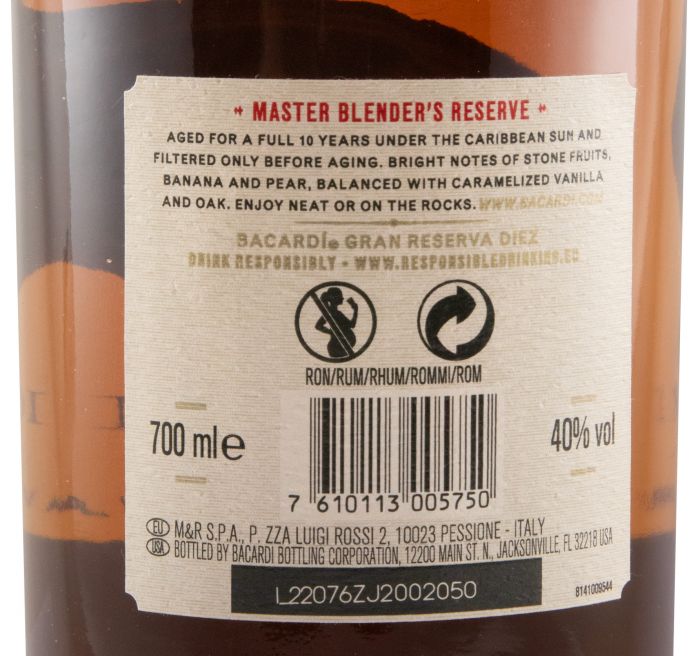 MASTER BLENDER'S RESERVE
AGED FOR A FULL 10 YEARS UNDER THE CARIBBEAN SUN AND
FILTERED ONLY BEFORE AGING. BRIGHT NOTES OF STONE FRUITS,
BANANA AND PEAR, BALANCED WITH CARAMELIZED VANILLA
AND OAK. ENJOY NEAT OR ON THE ROCKS. WWW.BACARDI.COM
BACARDÍ® GRAN RESERVA DIEZ
DRINK RESPONSIBLY • WWW.RESPONSIBLEDRINKING.EU
RON/RUM/RHUM/ROMMI/ROM
700 ml e
40% vol
7 610113 005750
EU M&R S.P.A., P. ZZA LUIGI ROSSI 2, 10023 PESSIONE - ITALY
USA BOTTLED BY BACARDI BOTTLING CORPORATION, 12200 MAIN ST. N., JACKSONVILLE, FL 32218 USA
L22076ZJ2002050
8141009544